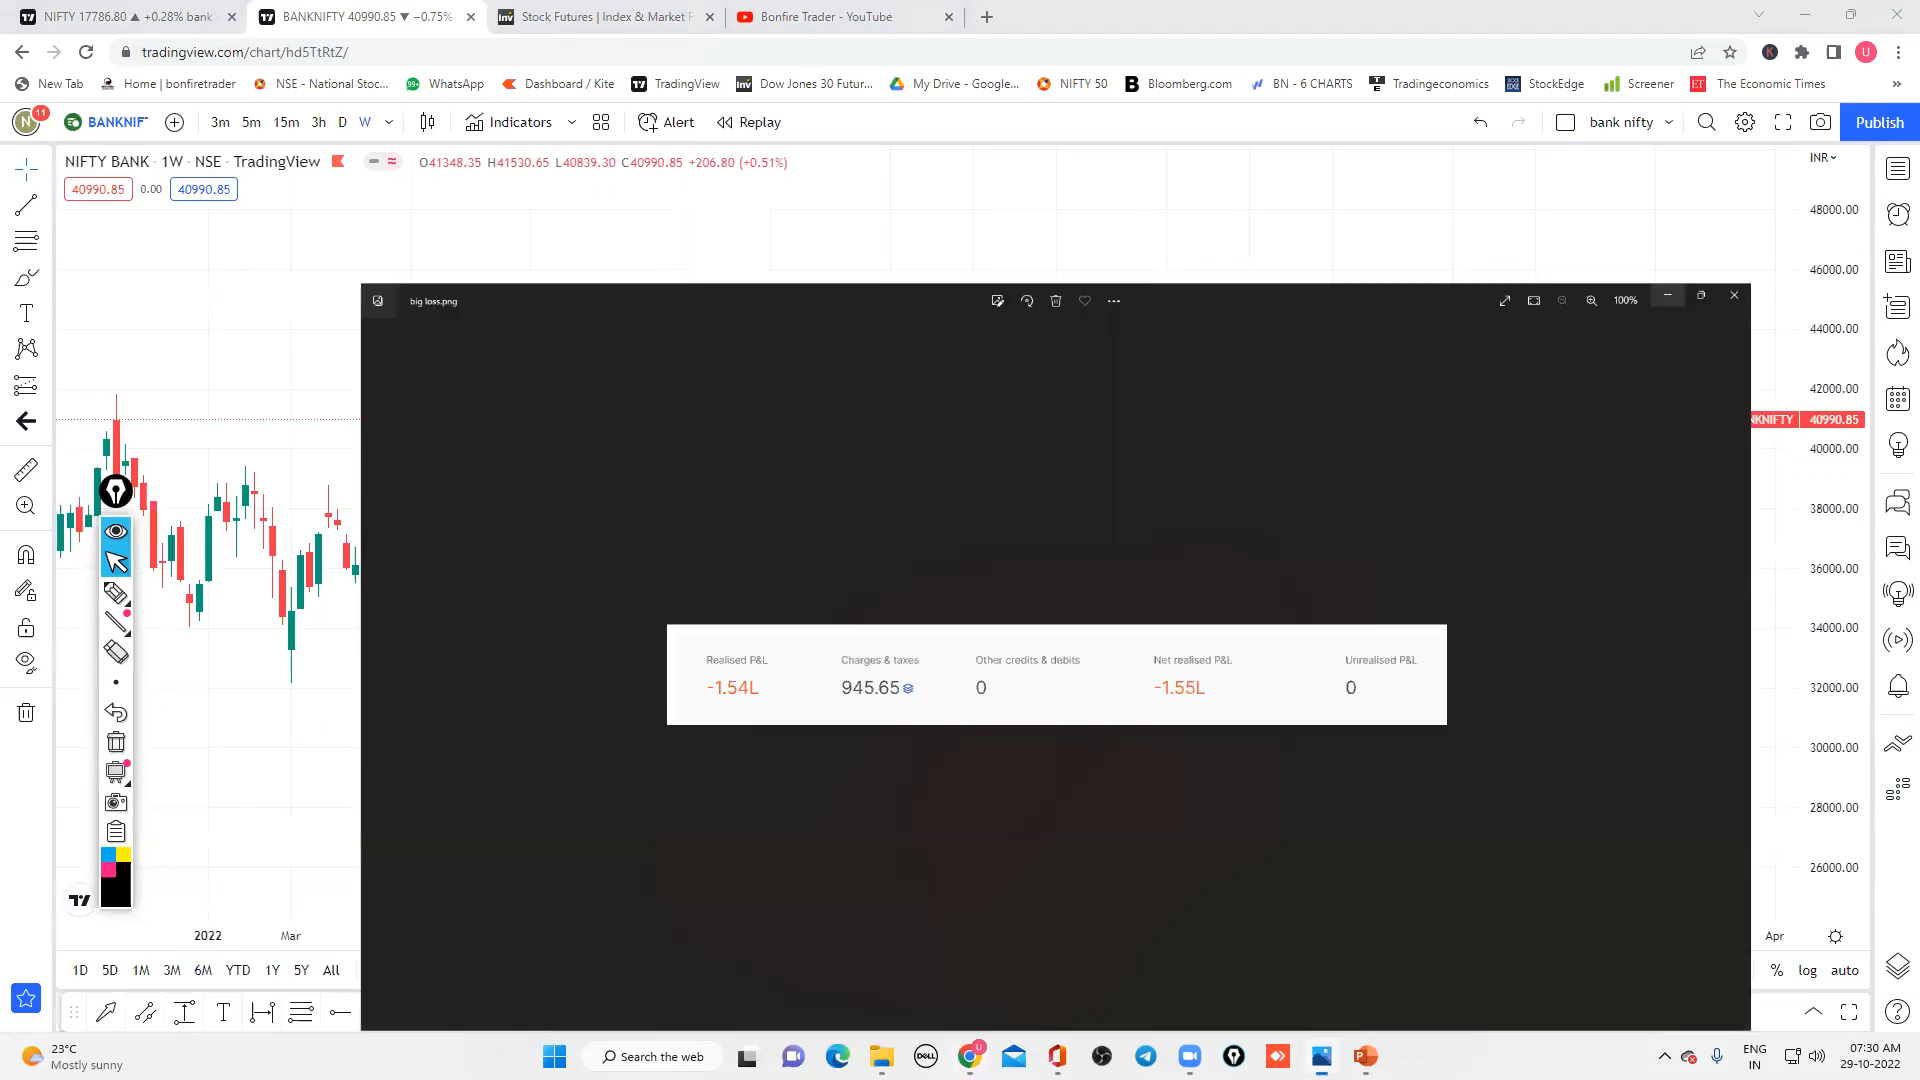 NIFTY 17786.80 ▲ +0.28% bank
BANKNIFTY 40990.85 ▼ −0.75%
Stock Futures | Index & Market F
Bonfire Trader - YouTube
tradingview.com/chart/hd5TtRtZ/
New Tab
Home | bonfiretrader
NSE - National Stoc...
WhatsApp
Dashboard / Kite
TradingView
Dow Jones 30 Futur...
My Drive - Google...
NIFTY 50
Bloomberg.com
BN - 6 CHARTS
Tradingeconomics
StockEdge
Screener
The Economic Times
N 11
BANKNIF
3m 5m 15m 3h D W
Indicators
Alert
Replay
bank nifty
Publish
NIFTY BANK · 1W · NSE · TradingView
O41348.35 H41530.65 L40839.30 C40990.85 +206.80 (+0.51%)
INR
40990.85 0.00 40990.85
48000.00
46000.00
44000.00
42000.00
NKNIFTY 40990.85
40000.00
38000.00
36000.00
34000.00
32000.00
30000.00
28000.00
26000.00
big loss.png
100%
Realised P&L
Charges & taxes
Other credits & debits
Net realised P&L
Unrealised P&L
-1.54L
945.65
0
-1.55L
0
2022
Mar
Apr
1D 5D 1M 3M 6M YTD 1Y 5Y All
% log auto
23°C
Mostly sunny
Search the web
ENG
IN
07:30 AM
29-10-2022